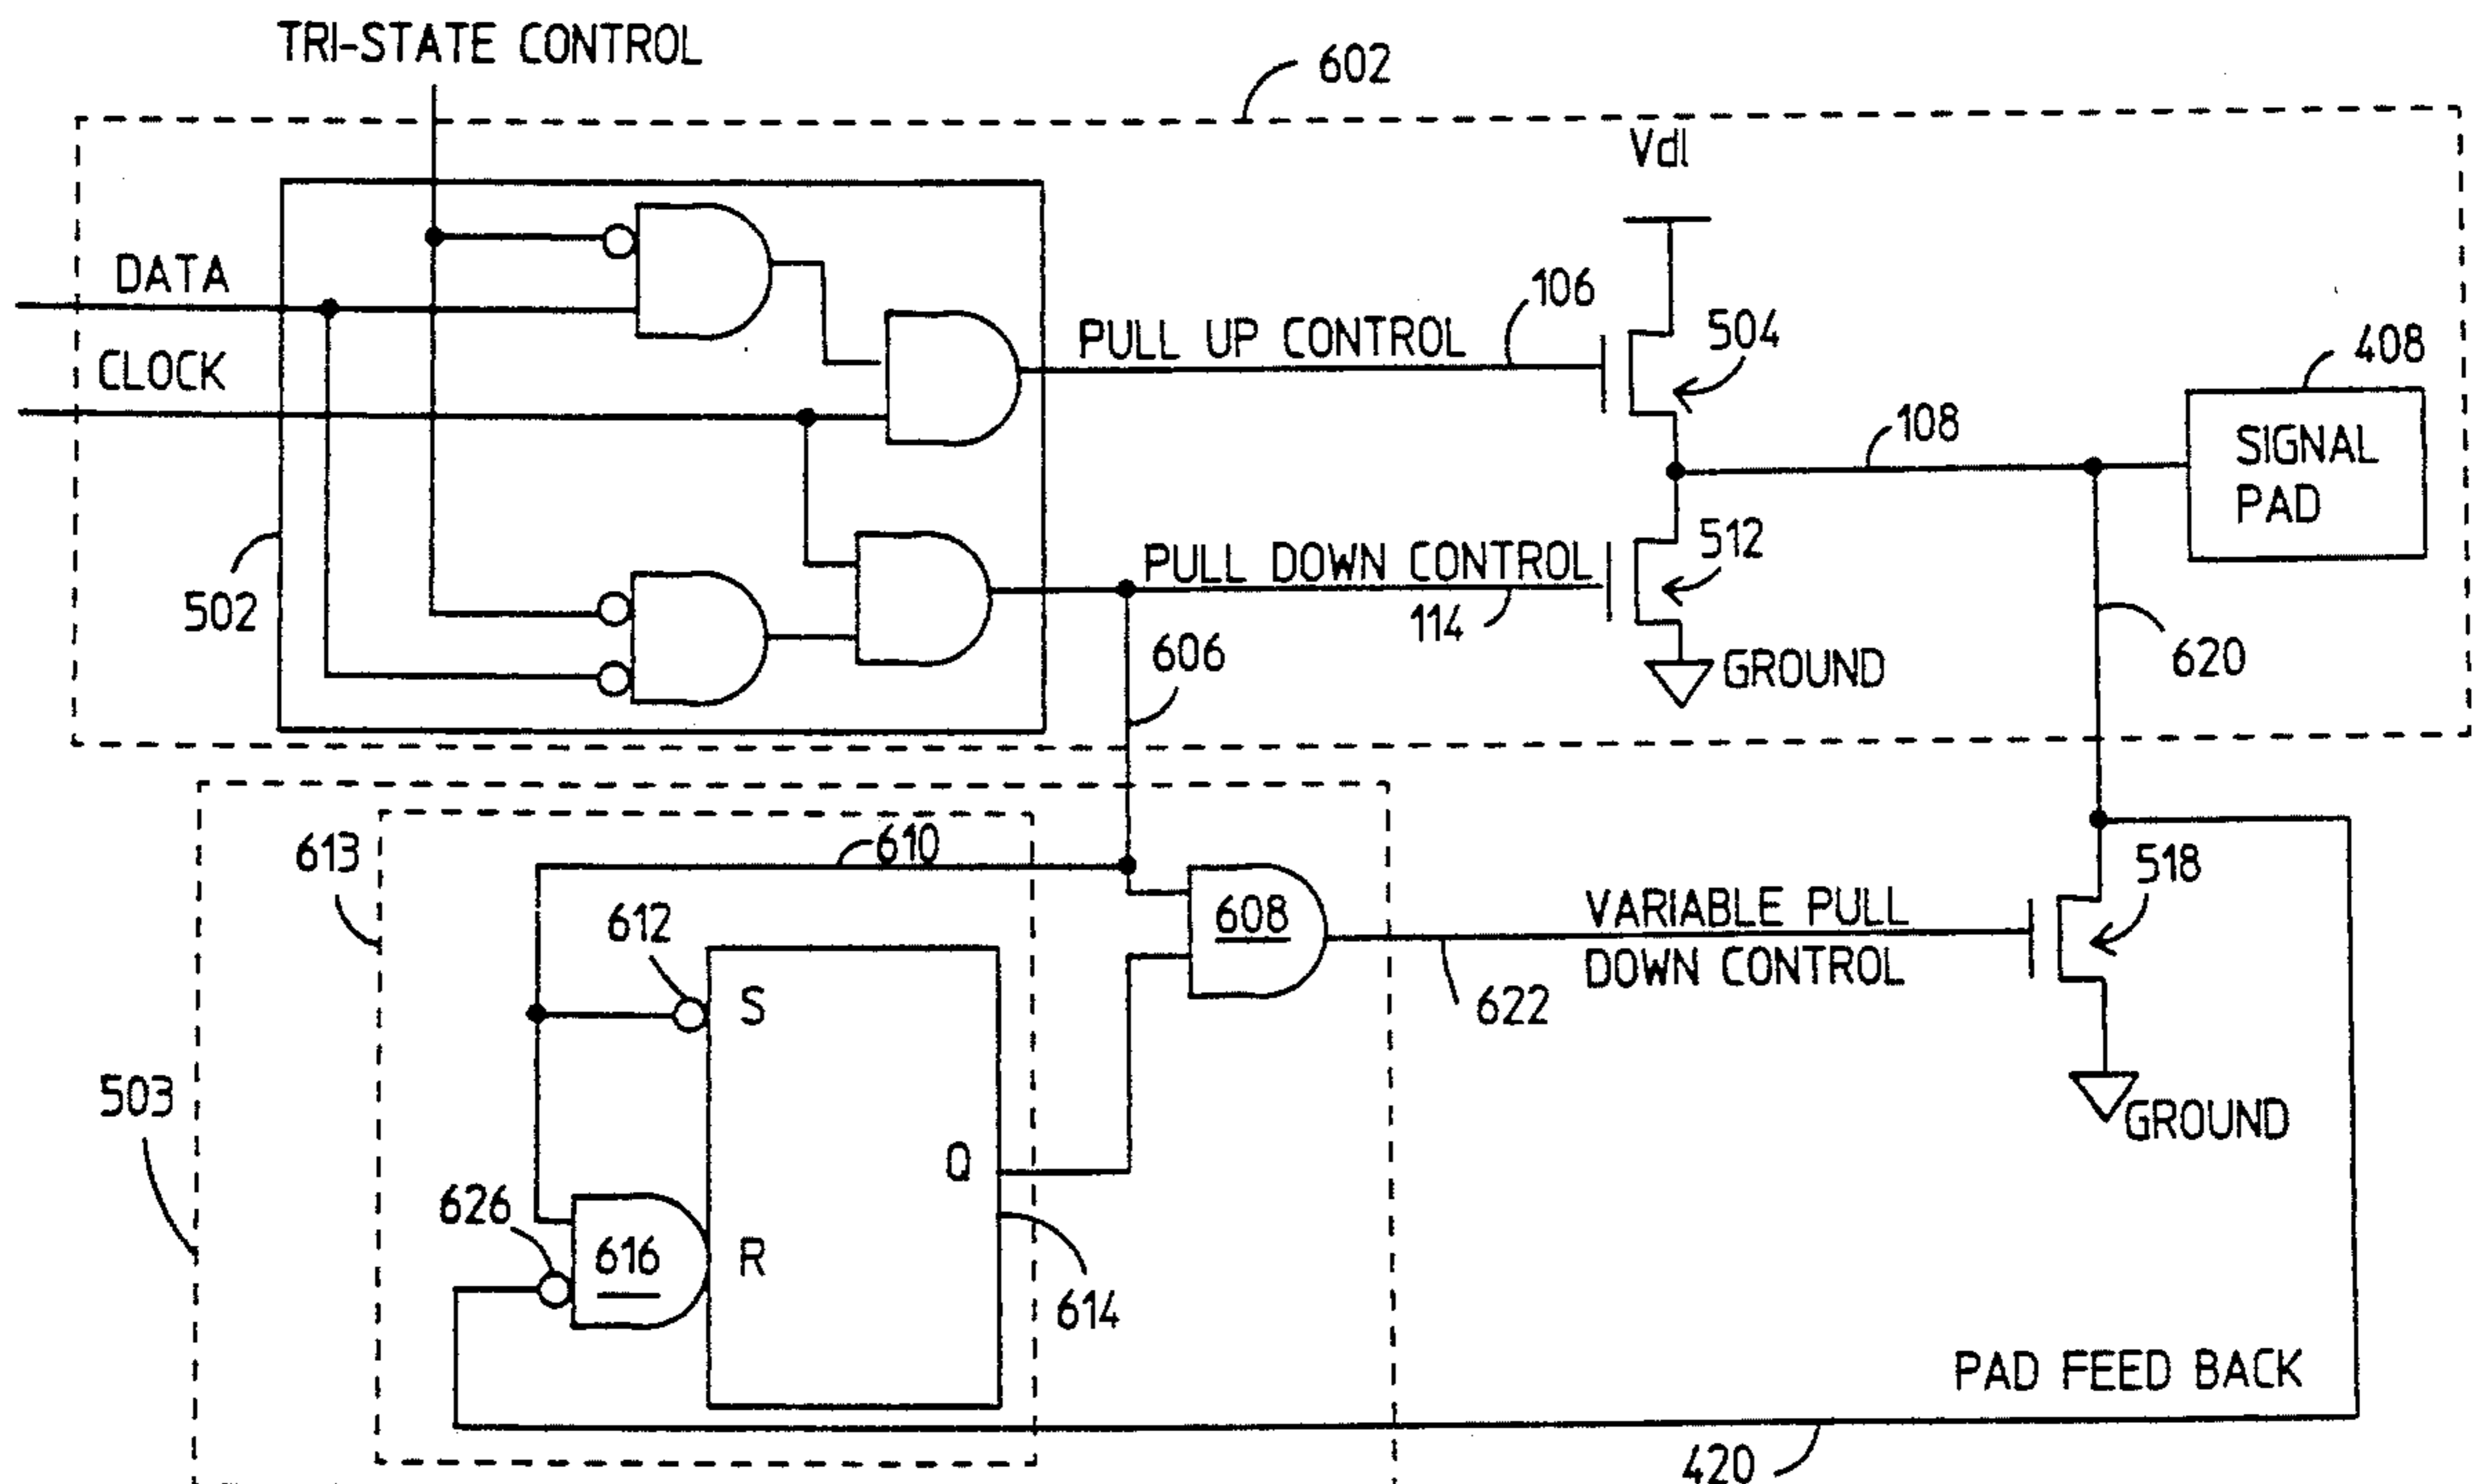 TRI-STATE CONTROL
602
Vdl
DATA
106
PULL UP CONTROL
504
408
CLOCK
108
SIGNAL
PAD
512
PULL DOWN CONTROL
502
114
606
GROUND
620
613
610
518
612
608
VARIABLE PULL
DOWN CONTROL
S
622
503
GROUND
Q
626
616
R
614
PAD FEED BACK
420